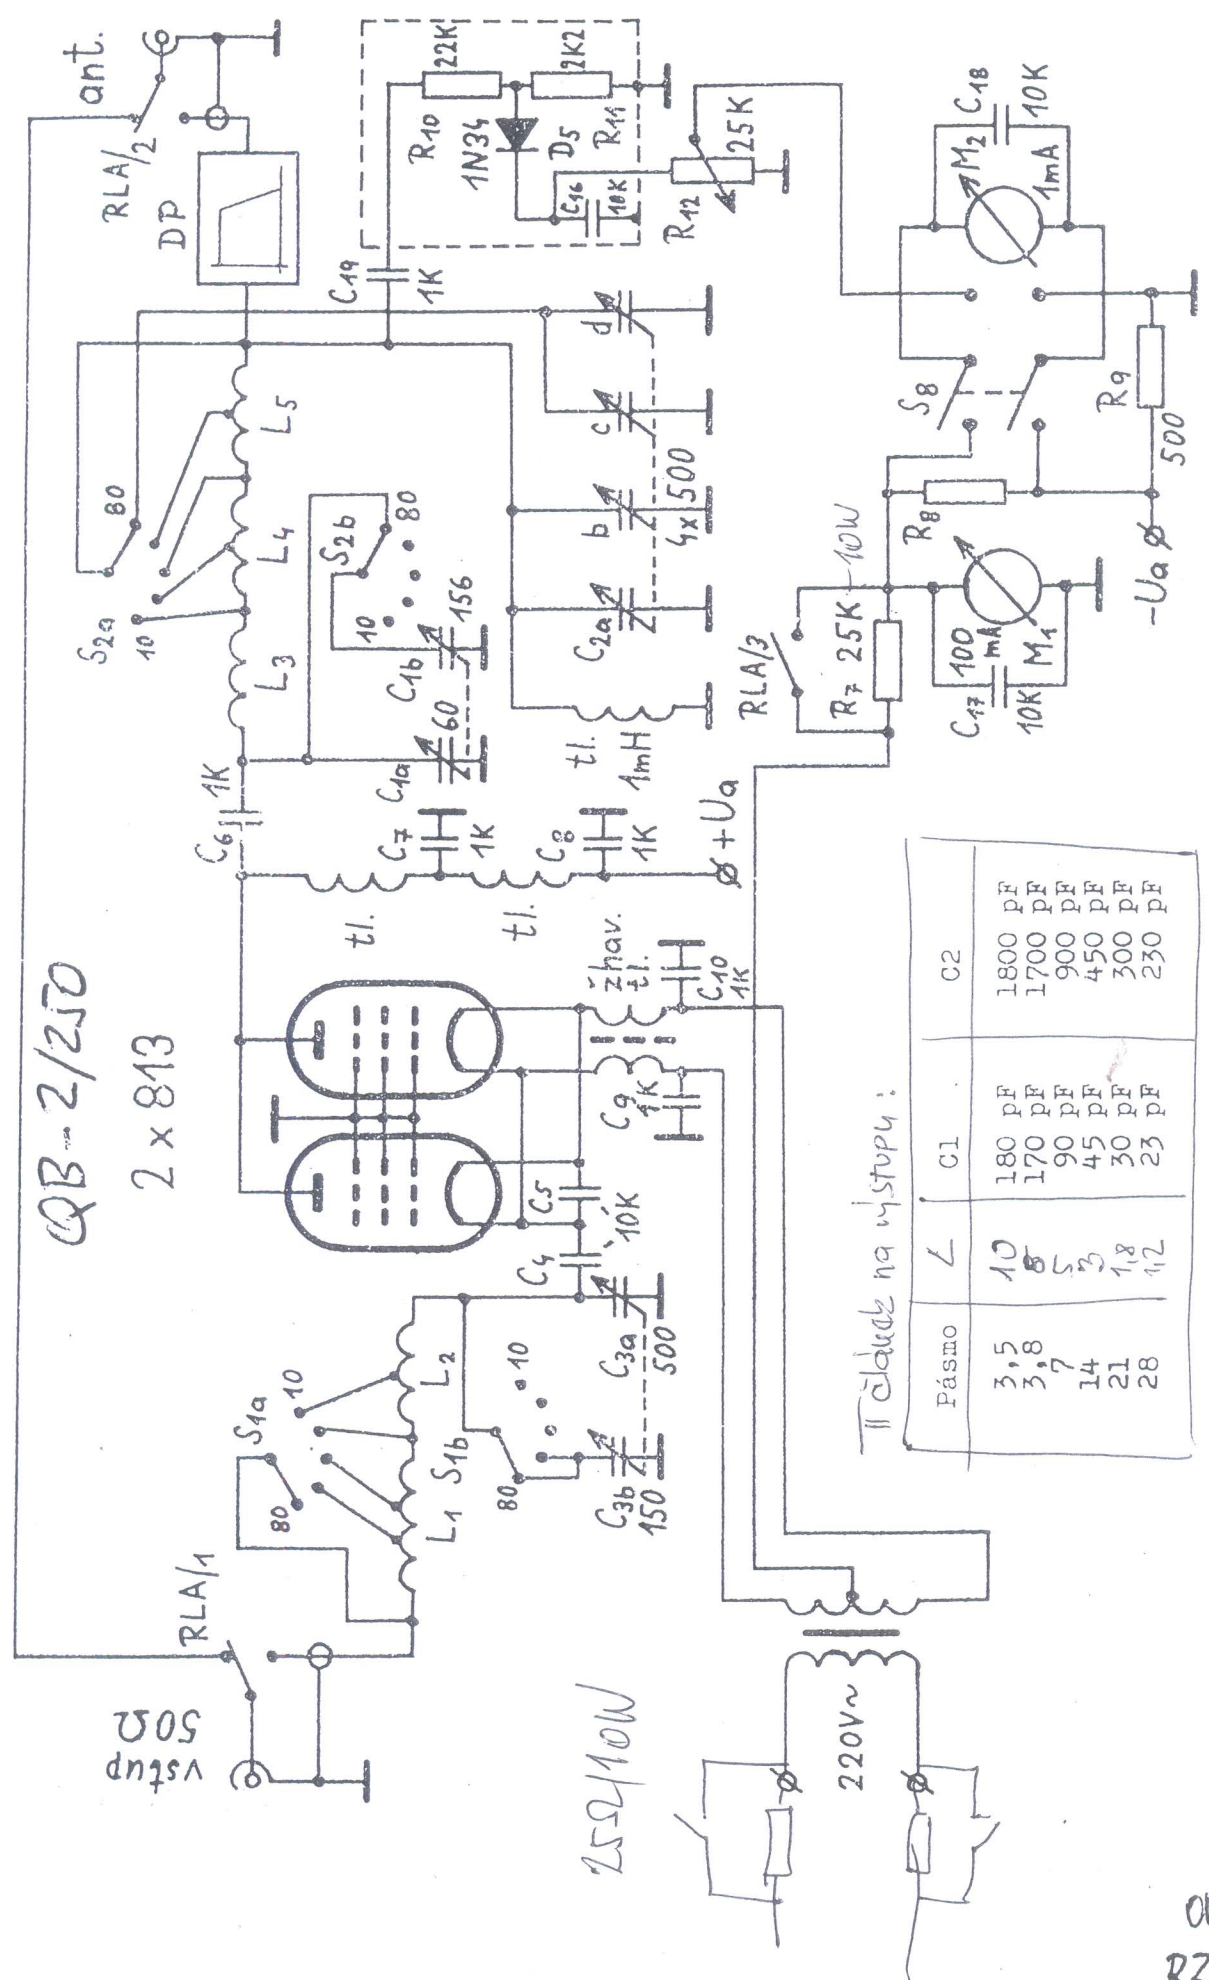 QB-2/250
2 x 813
vstup
50Ω
RLA/1
S1a
80
10
L1
L2
S1b
80
10
C3b
150
C3a
500
C4
10K
C5
C9
1K
žhav.
tl.
C10
1K
tl.
tl.
C6
1K
C7
1K
C8
1K
+Ua
C1a
60
C1b
156
S2b
10
80
S2a
10
80
L3
L4
L5
tl.
1mH
C2a
b
c
d
4x500
DP
RLA/2
ant.
C19
1K
R10
22K
1N34
D5
2K2
R11
C16
10K
R12
25K
RLA/3
R7
25K
10W
C17
10K
100
mA
M1
R8
S8
R9
500
-Ua
M2
1mA
C18
10K
25Ω/10W
220V~
Π článek na výstupu:
Pásmo L C1 C2
3,5 10 180 pF 1800 pF
3,8 8 170 pF 1700 pF
7 5 90 pF 900 pF
14 3 45 pF 450 pF
21 1,8 30 pF 300 pF
28 1,2 23 pF 230 pF